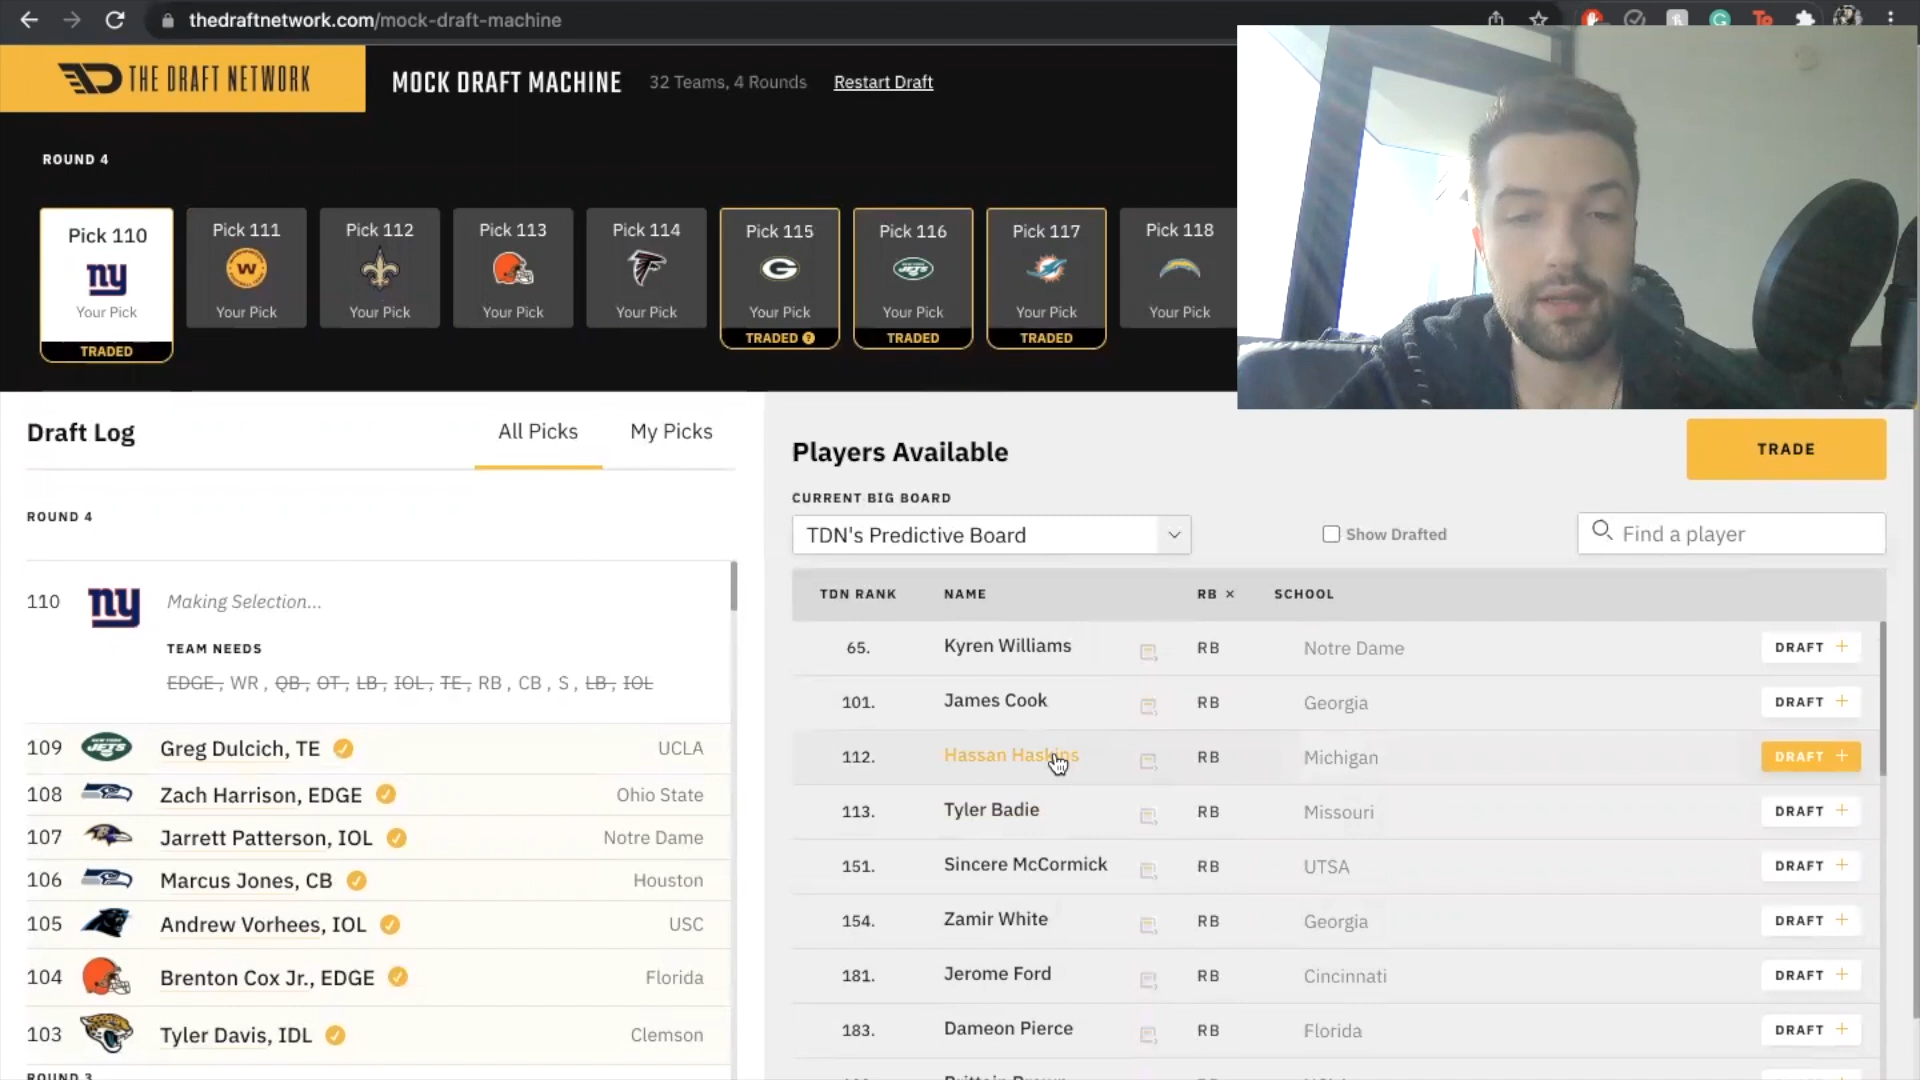 thedraftnetwork.com/mock-draft-machine
THE DRAFT NETWORK
MOCK DRAFT MACHINE
32 Teams, 4 Rounds
Restart Draft
ROUND 4
Pick 110
ny
Your Pick
TRADED
Pick 111
W
Your Pick
Pick 112
Your Pick
Pick 113
Your Pick
Pick 114
Your Pick
Pick 115
G
Your Pick
TRADED ?
Pick 116
JETS
Your Pick
TRADED
Pick 117
Your Pick
TRADED
Pick 118
Your Pick
Draft Log
All Picks
My Picks
ROUND 4
110
ny
Making Selection...
TEAM NEEDS
EDGE, WR, QB, OT, LB, IOL, TE, RB, CB, S, LB, IOL
109 JETS Greg Dulcich, TE UCLA
108 Zach Harrison, EDGE Ohio State
107 Jarrett Patterson, IOL Notre Dame
106 Marcus Jones, CB Houston
105 Andrew Vorhees, IOL USC
104 Brenton Cox Jr., EDGE Florida
103 Tyler Davis, IDL Clemson
ROUND 3
Players Available
TRADE
CURRENT BIG BOARD
TDN's Predictive Board
Show Drafted
Find a player
TDN RANK NAME RB × SCHOOL
65. Kyren Williams RB Notre Dame DRAFT +
101. James Cook RB Georgia DRAFT +
112. Hassan Haskins RB Michigan DRAFT +
113. Tyler Badie RB Missouri DRAFT +
151. Sincere McCormick RB UTSA DRAFT +
154. Zamir White RB Georgia DRAFT +
181. Jerome Ford RB Cincinnati DRAFT +
183. Dameon Pierce RB Florida DRAFT +